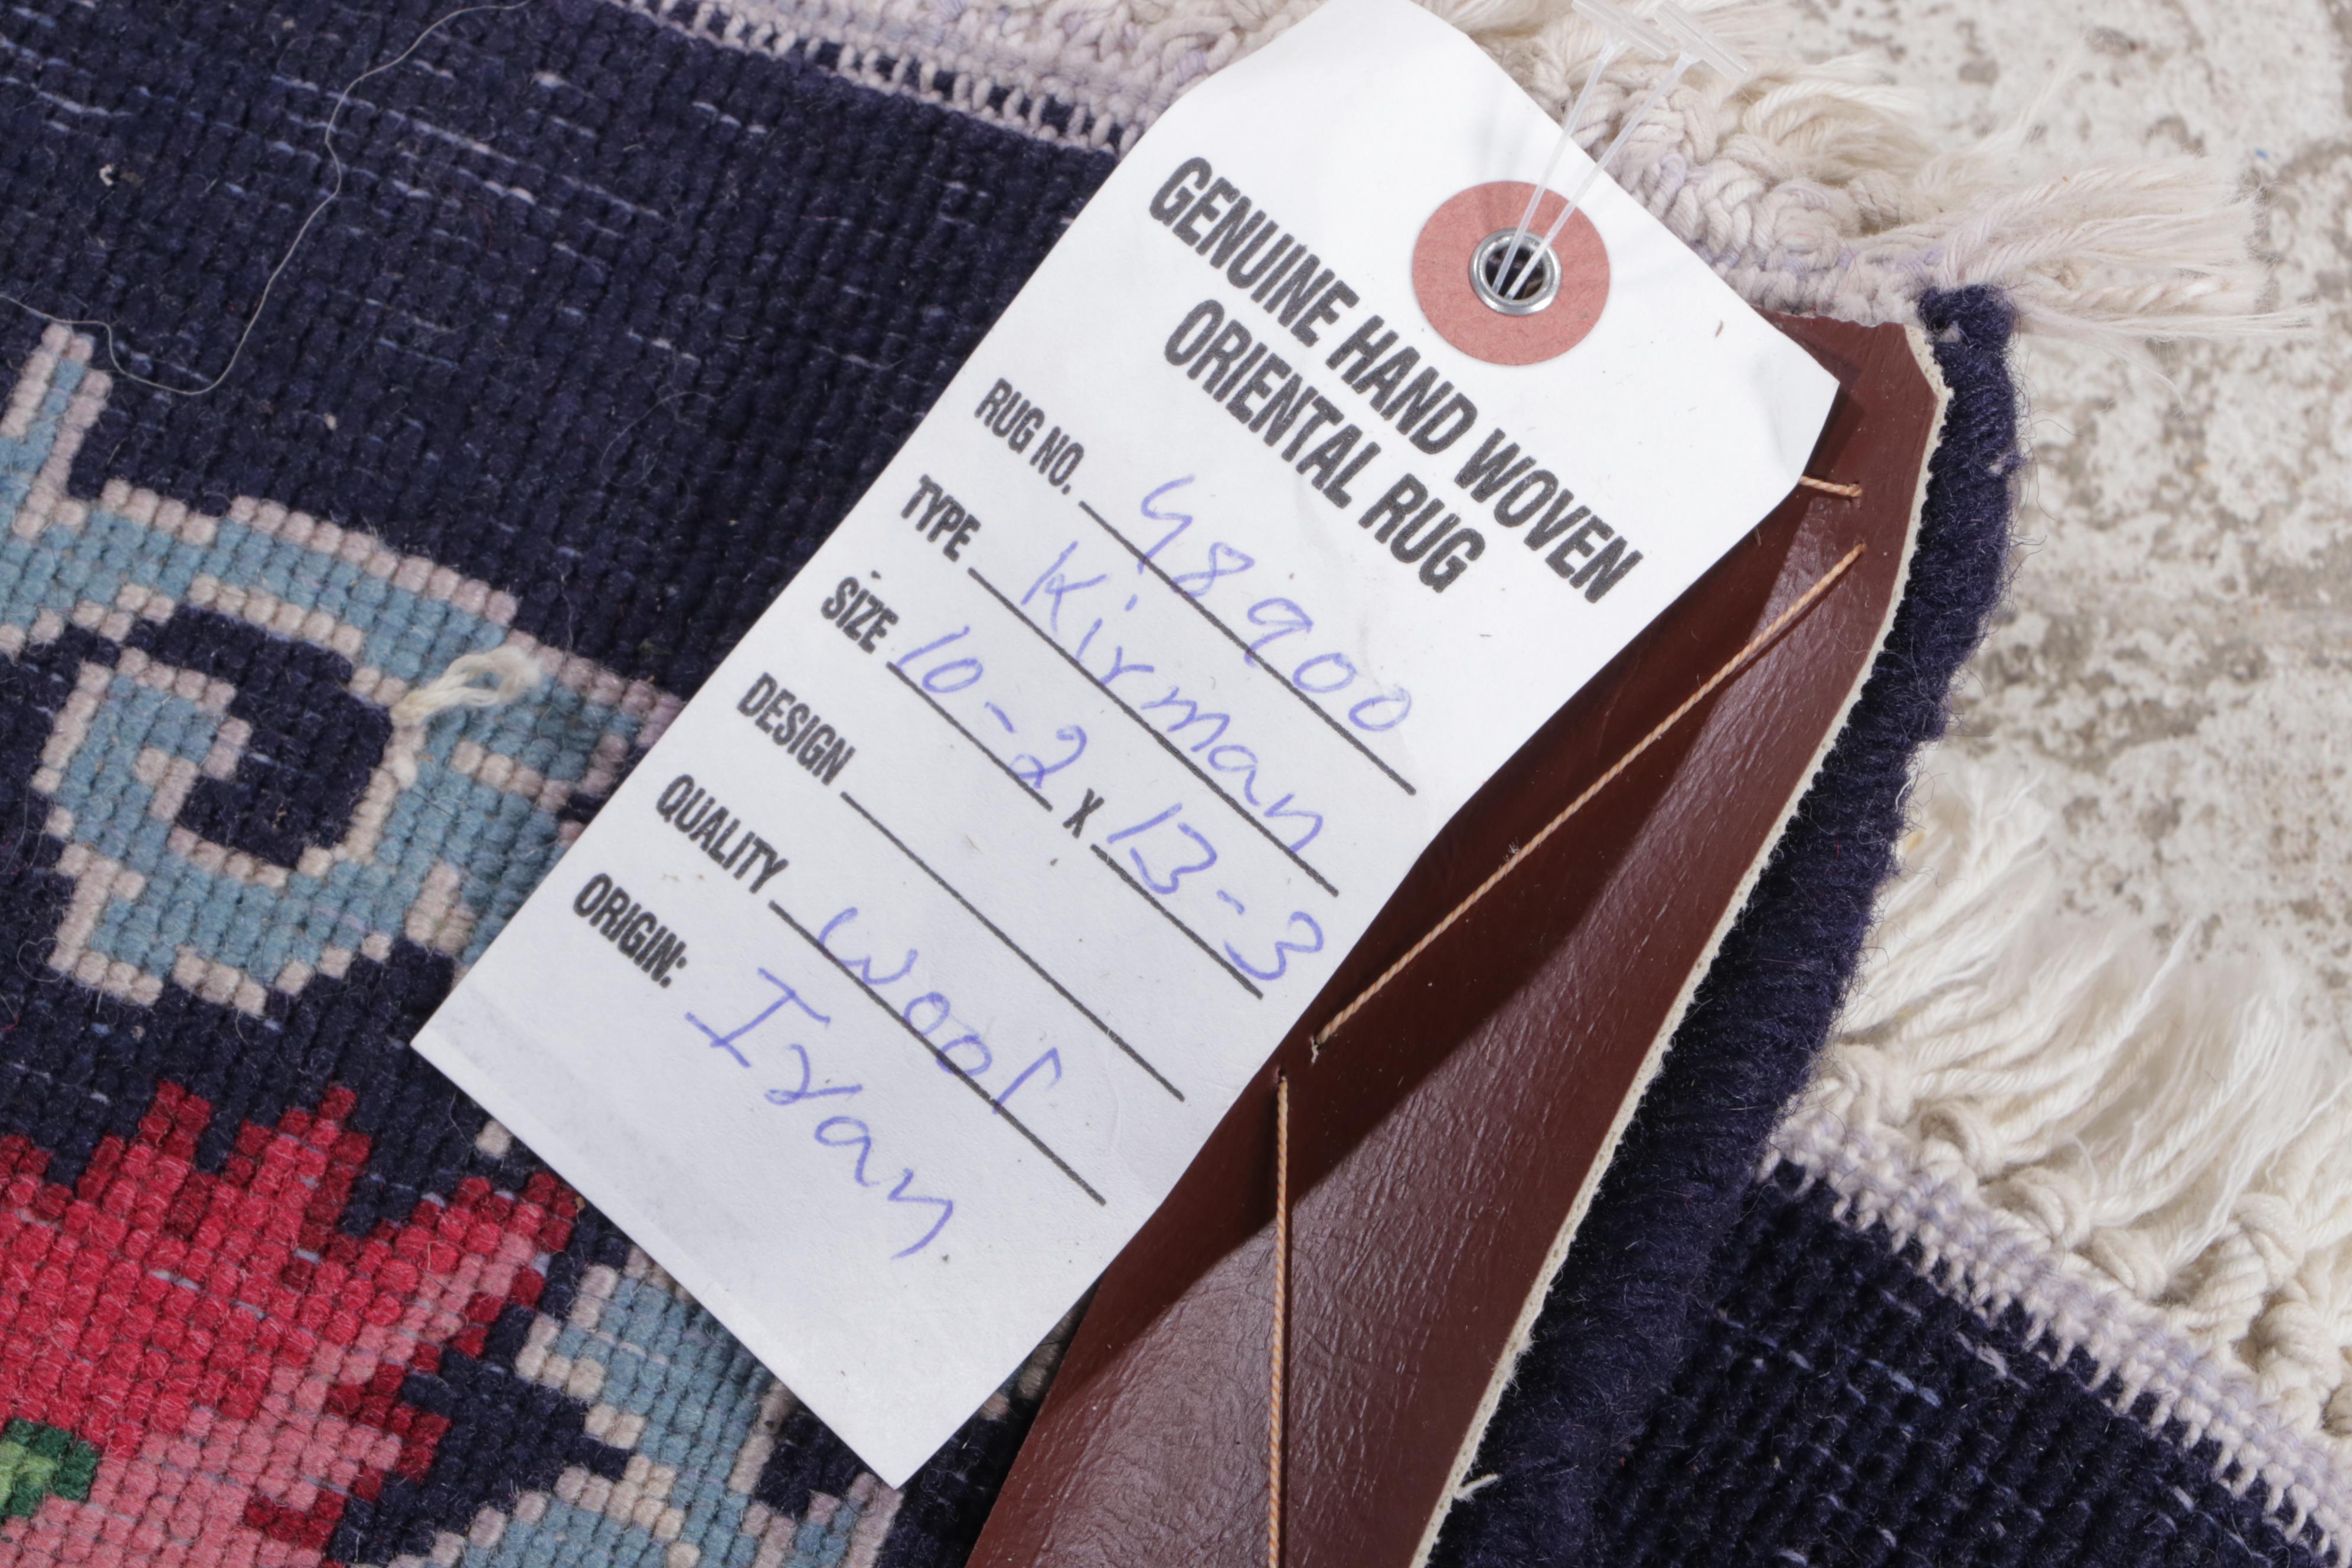 GENUINE HAND WOVEN
ORIENTAL RUG
RUG NO. 48900
TYPE Kirman
SIZE 10-2 X 13-3
DESIGN
QUALITY Wool
ORIGIN: Iran